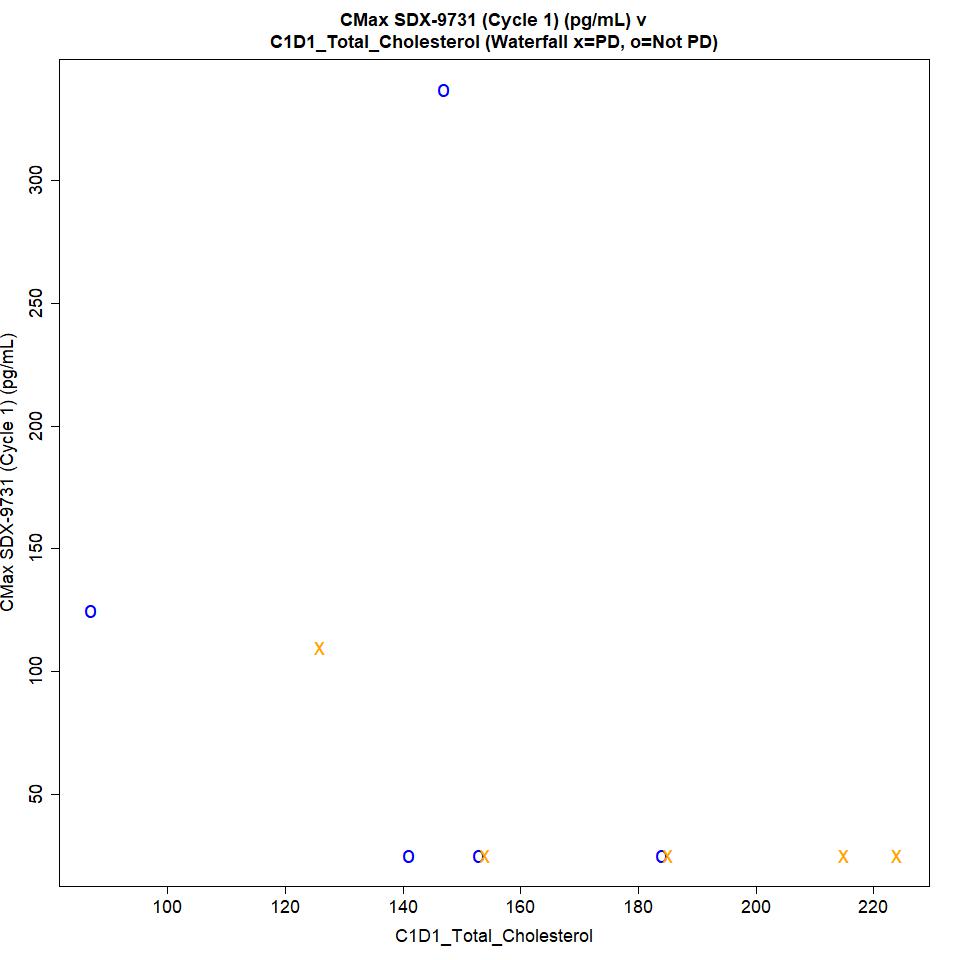 CMax SDX-9731 (Cycle 1) (pg/mL) v
C1D1_Total_Cholesterol (Waterfall x=PD, o=Not PD)
CMax SDX-9731 (Cycle 1) (pg/mL)
300
250
200
150
100
50
o
o
x
o
o
x
o
x
x
x
100
120
140
160
180
200
220
C1D1_Total_Cholesterol